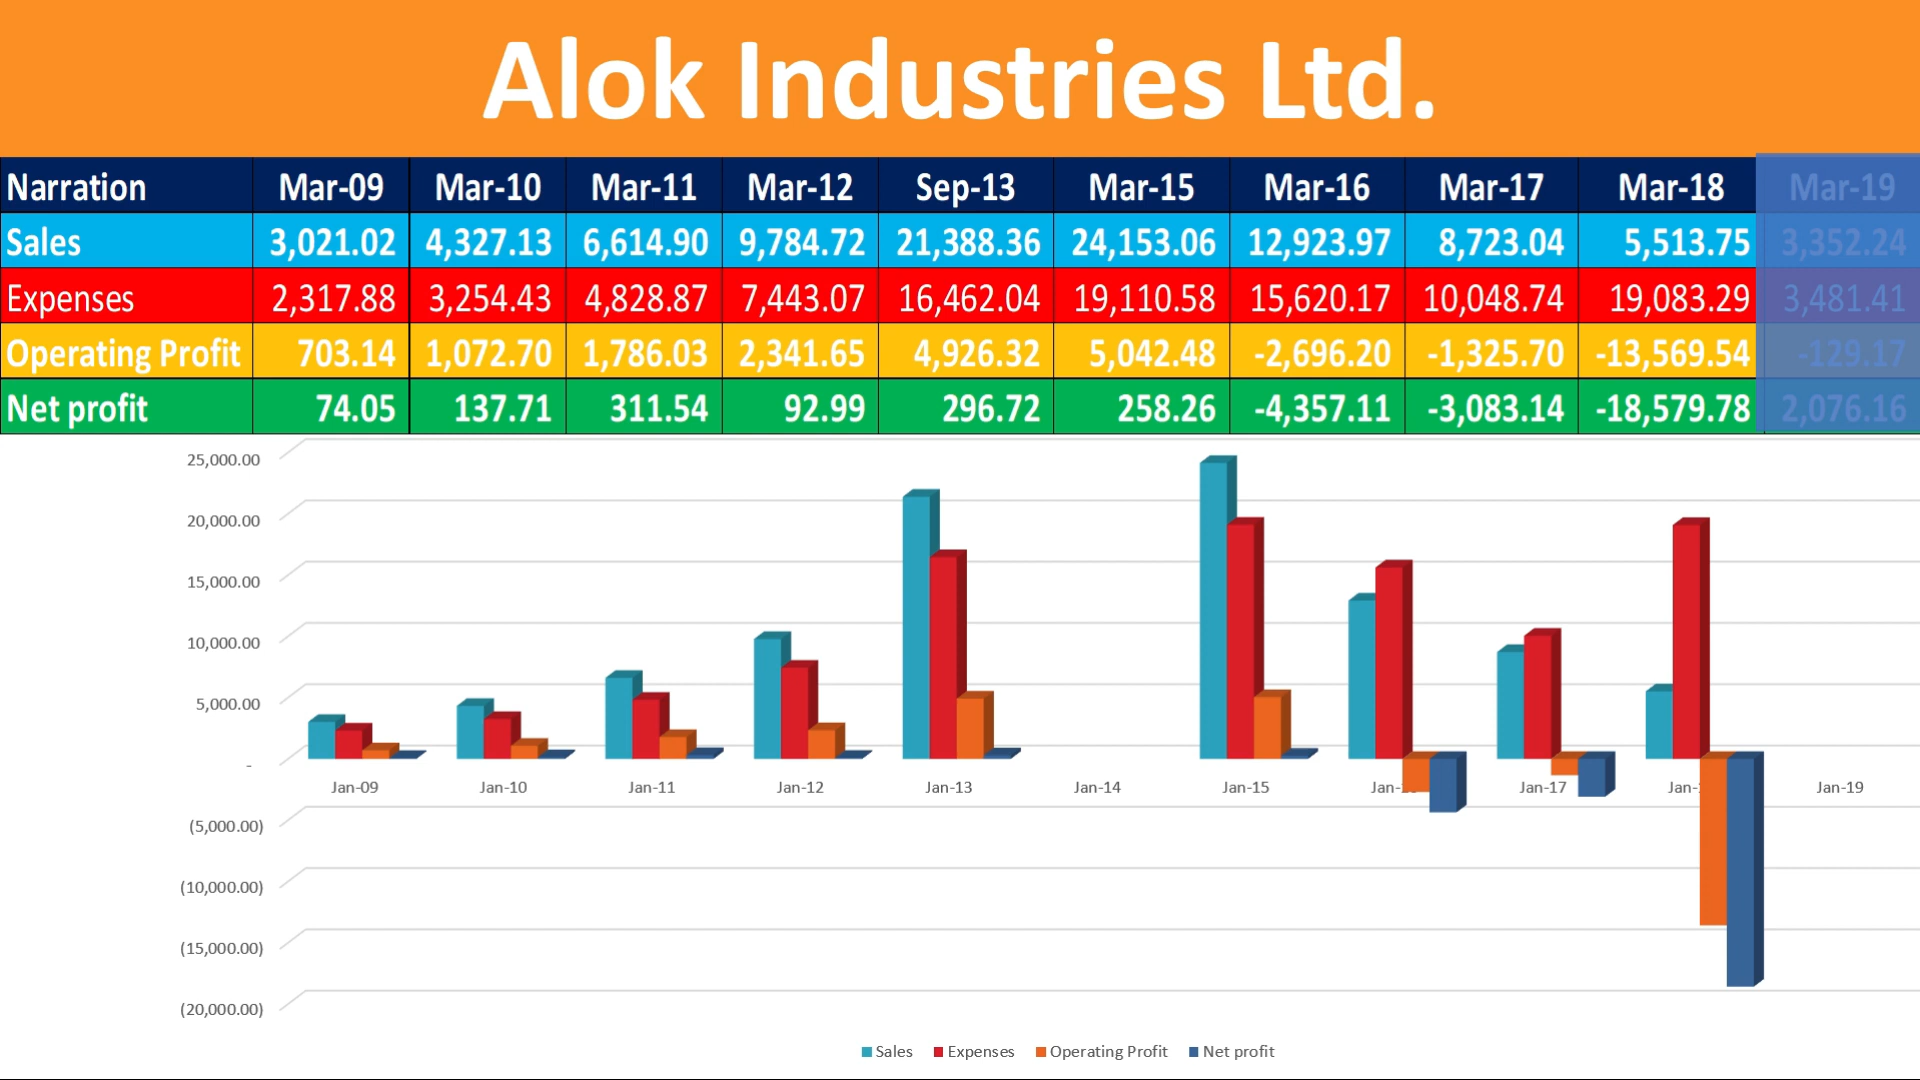 Alok Industries Ltd.
Narration Mar-09 Mar-10 Mar-11 Mar-12 Sep-13 Mar-15 Mar-16 Mar-17 Mar-18 Mar-19
Sales 3,021.02 4,327.13 6,614.90 9,784.72 21,388.36 24,153.06 12,923.97 8,723.04 5,513.75 3,352.24
Expenses 2,317.88 3,254.43 4,828.87 7,443.07 16,462.04 19,110.58 15,620.17 10,048.74 19,083.29 3,481.41
Operating Profit 703.14 1,072.70 1,786.03 2,341.65 4,926.32 5,042.48 -2,696.20 -1,325.70 -13,569.54 -129.17
Net profit 74.05 137.71 311.54 92.99 296.72 258.26 -4,357.11 -3,083.14 -18,579.78 2,076.16
25,000.00
20,000.00
15,000.00
10,000.00
5,000.00
-
Jan-09 Jan-10 Jan-11 Jan-12 Jan-13 Jan-14 Jan-15 Jan-17 Jan-19
(5,000.00)
(10,000.00)
(15,000.00)
(20,000.00)
Sales Expenses Operating Profit Net profit